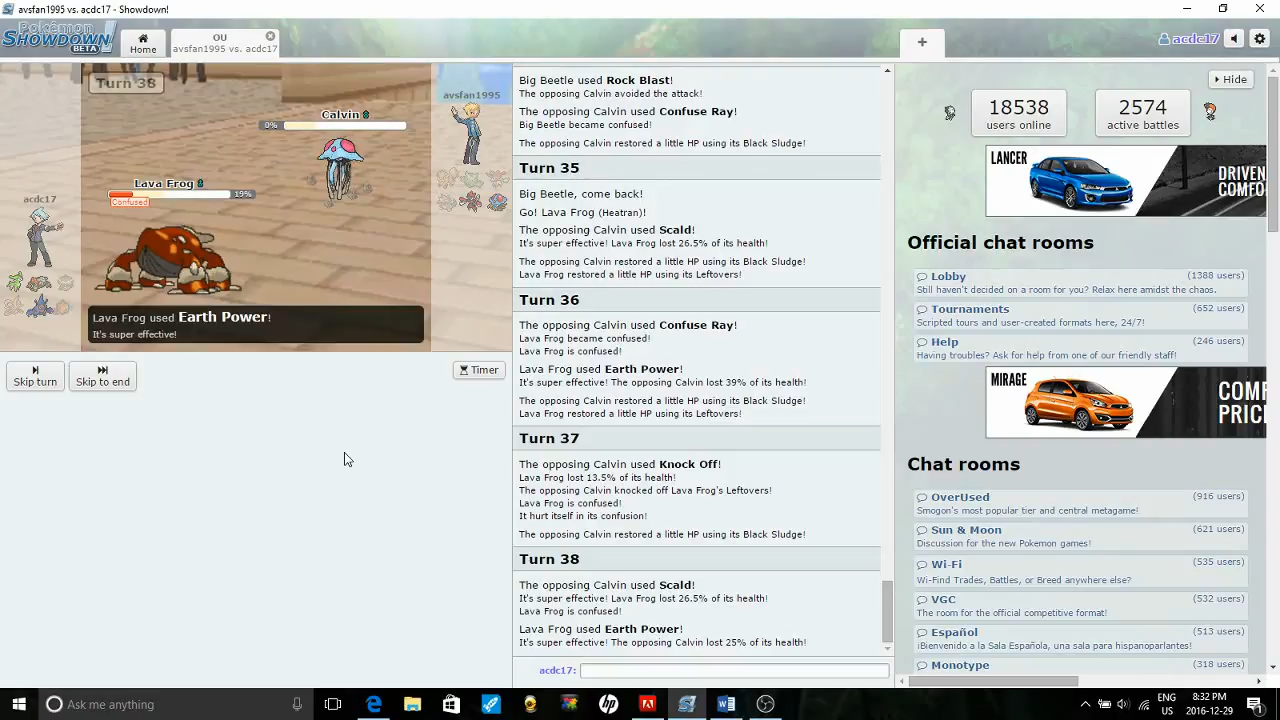 avsfan1995 vs. acdc17 - Showdown!
Pokémon
SHOWDOWN!
BETA
Home
OU
avsfan1995 vs. acdc17
+
acdc17
Turn 38
Calvin
0%
Lava Frog
19%
Confused
acdc17
avsfan1995
Lava Frog used Earth Power!
It's super effective!
Skip turn
Skip to end
Timer
Big Beetle used Rock Blast!
The opposing Calvin avoided the attack!
The opposing Calvin used Confuse Ray!
Big Beetle became confused!
The opposing Calvin restored a little HP using its Black Sludge!
Turn 35
Big Beetle, come back!
Go! Lava Frog (Heatran)!
The opposing Calvin used Scald!
It's super effective! Lava Frog lost 26.5% of its health!
The opposing Calvin restored a little HP using its Black Sludge!
Lava Frog restored a little HP using its Leftovers!
Turn 36
The opposing Calvin used Confuse Ray!
Lava Frog became confused!
Lava Frog is confused!
Lava Frog used Earth Power!
It's super effective! The opposing Calvin lost 39% of its health!
The opposing Calvin restored a little HP using its Black Sludge!
Lava Frog restored a little HP using its Leftovers!
Turn 37
The opposing Calvin used Knock Off!
Lava Frog lost 13.5% of its health!
The opposing Calvin knocked off Lava Frog's Leftovers!
Lava Frog is confused!
It hurt itself in its confusion!
The opposing Calvin restored a little HP using its Black Sludge!
Turn 38
The opposing Calvin used Scald!
It's super effective! Lava Frog lost 26.5% of its health!
Lava Frog is confused!
Lava Frog used Earth Power!
It's super effective! The opposing Calvin lost 25% of its health!
acdc17:
Hide
18538
users online
2574
active battles
LANCER
DRIVEN
COMFO
Official chat rooms
Lobby (1388 users)
Still haven't decided on a room for you? Relax here amidst the chaos.
Tournaments (652 users)
Scripted tours and user-created formats here, 24/7!
Help (246 users)
Having troubles? Ask for help from one of our friendly staff!
MIRAGE
COMP
PRIC
Chat rooms
OverUsed (916 users)
Smogon's most popular tier and central metagame!
Sun & Moon (621 users)
Discussion for the new Pokemon games!
Wi-Fi (535 users)
Wi-Find Trades, Battles, or Breed anywhere else?
VGC (532 users)
The room for the official competitive format!
Español (513 users)
¡Bienvenido a la Sala Española, una sala para hispanoparlantes!
Monotype (318 users)
Ask me anything
ENG
US
8:32 PM
2016-12-29